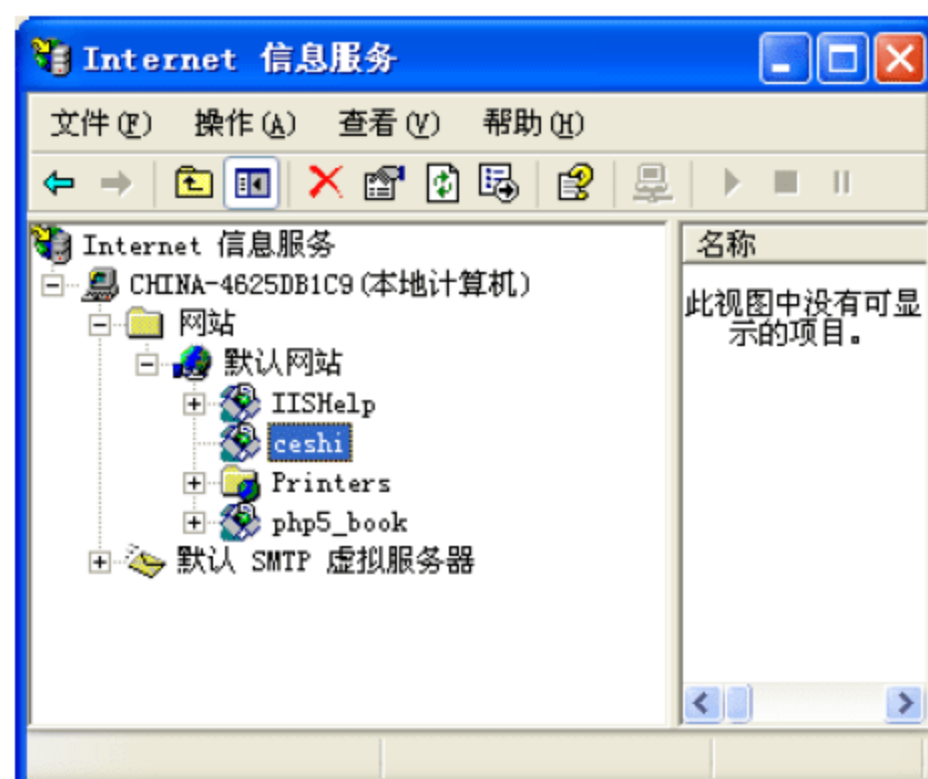 Internet 信息服务
文件(F) 操作(A) 查看(V) 帮助(H)
Internet 信息服务
CHINA-4625DB1C9(本地计算机)
网站
默认网站
IISHelp
ceshi
Printers
php5_book
默认 SMTP 虚拟服务器
名称
此视图中没有可显
示的项目。